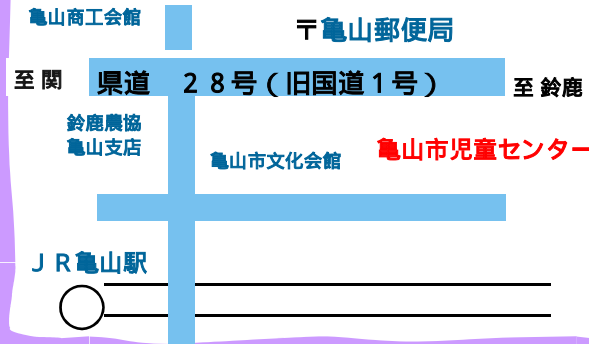 亀山商工会館
〒亀山郵便局
至 関
県道　２８号（旧国道１号）
至 鈴鹿
鈴鹿農協
亀山支店
亀山市文化会館
亀山市児童センター
ＪＲ亀山駅